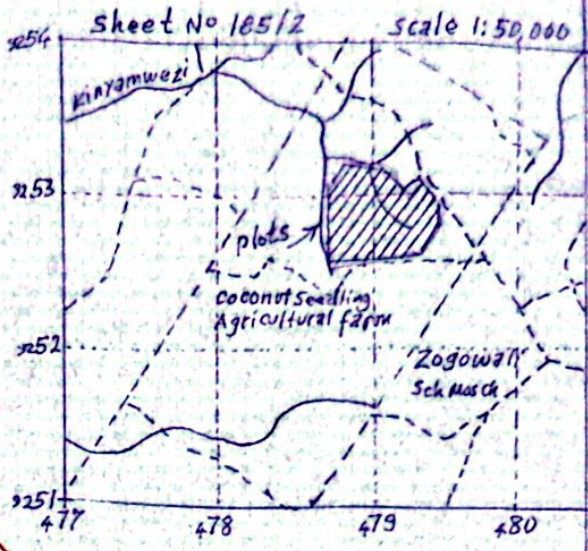 Sheet No 185/2 Scale 1:50,000
9254
Kinyamwezi
9253
plots
Coconut Seedling
Agricultural farm
9252
Zogowali
Sch Mosch
9251
477 478 479 480